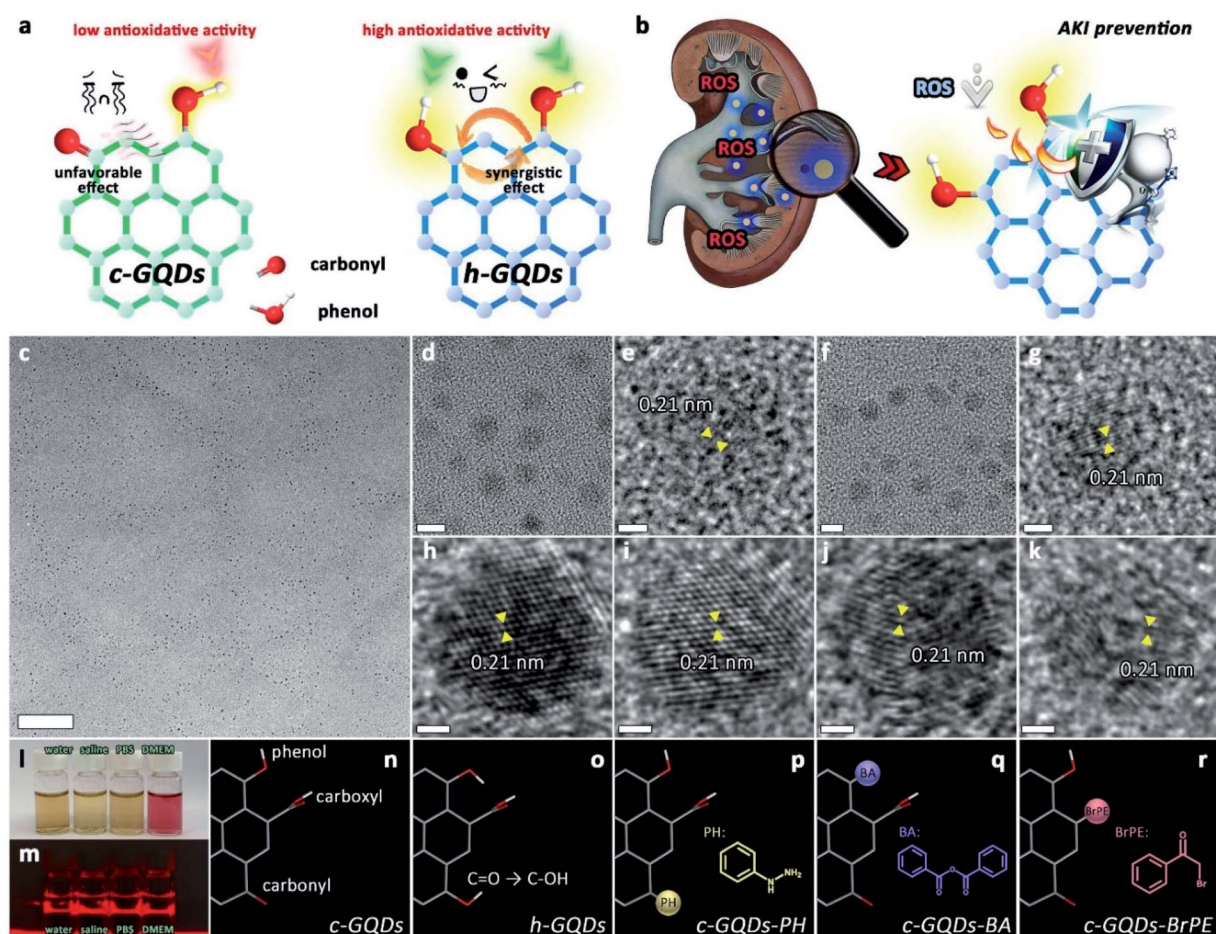 a
low antioxidative activity
high antioxidative activity
unfavorable
effect
synergistic
effect
c-GQDs
h-GQDs
carbonyl
phenol
b
AKI prevention
ROS
ROS
ROS
ROS
c
d
e
0.21 nm
f
g
0.21 nm
h
0.21 nm
i
0.21 nm
j
0.21 nm
k
0.21 nm
l
water saline PBS DMEM
m
water saline PBS DMEM
n
phenol
carboxyl
carbonyl
c-GQDs
o
C=O → C-OH
h-GQDs
p
PH:
NH₂
N
H
PH
c-GQDs-PH
q
BA
BA:
O
O O
c-GQDs-BA
r
BrPE
BrPE:
O
Br
c-GQDs-BrPE